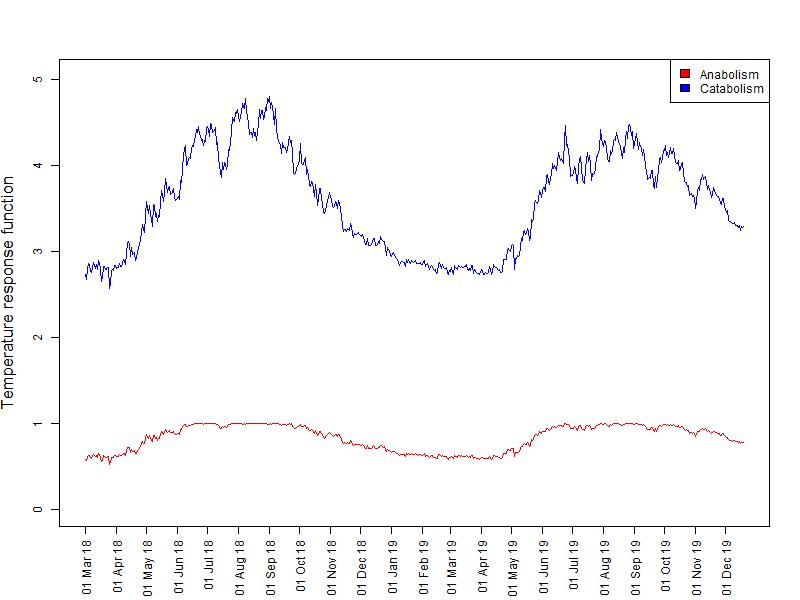 Anabolism
Catabolism
Temperature response function
5
4
3
2
1
0
01 Mar 18
01 Apr 18
01 May 18
01 Jun 18
01 Jul 18
01 Aug 18
01 Sep 18
01 Oct 18
01 Nov 18
01 Dec 18
01 Jan 19
01 Feb 19
01 Mar 19
01 Apr 19
01 May 19
01 Jun 19
01 Jul 19
01 Aug 19
01 Sep 19
01 Oct 19
01 Nov 19
01 Dec 19